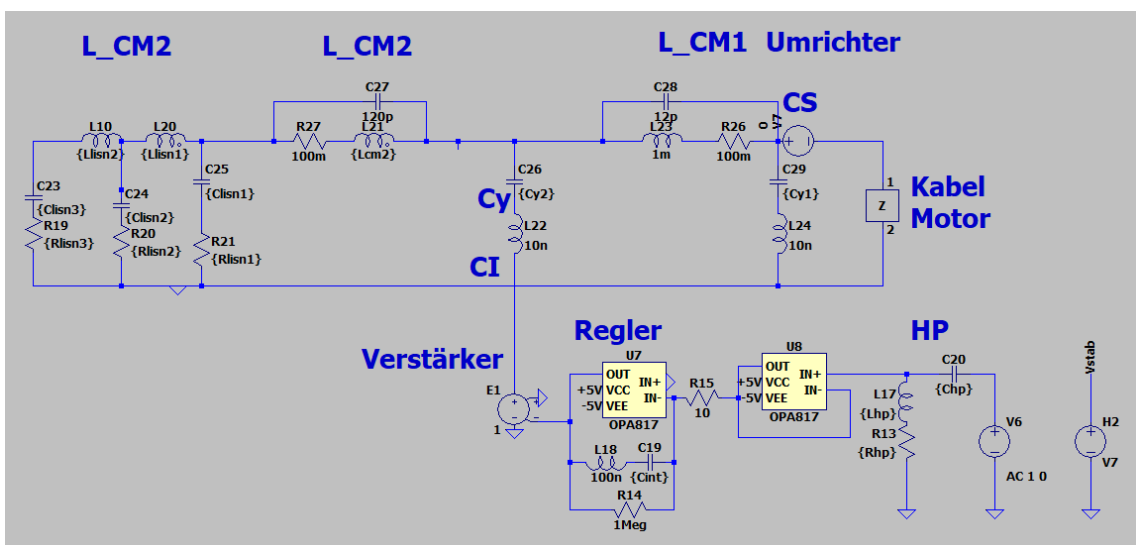 L_CM2
L_CM2
L_CM1 Umrichter
C27
120p
C28
12p
CS
L10
{Llisn2}
L20
{Llisn1}
R27
100m
L21
{Lcm2}
L23
1m
R26
100m
0
V7
C23
{Clisn3}
R19
{Rlisn3}
C24
{Clisn2}
R20
{Rlisn2}
C25
{Clisn1}
R21
{Rlisn1}
C26
{Cy2}
Cy
L22
10n
CI
C29
{Cy1}
L24
10n
1
Z
2
Kabel
Motor
Verstärker
Regler
HP
E1
1
U7
OUT
+5V VCC IN+
-5V VEE IN-
OPA817
R15
10
U8
OUT
+5V VCC IN+
-5V VEE IN-
OPA817
L18
100n
C19
{Cint}
R14
1Meg
C20
{Chp}
L17
{Lhp}
R13
{Rhp}
V6
AC 1 0
Vstab
H2
V7